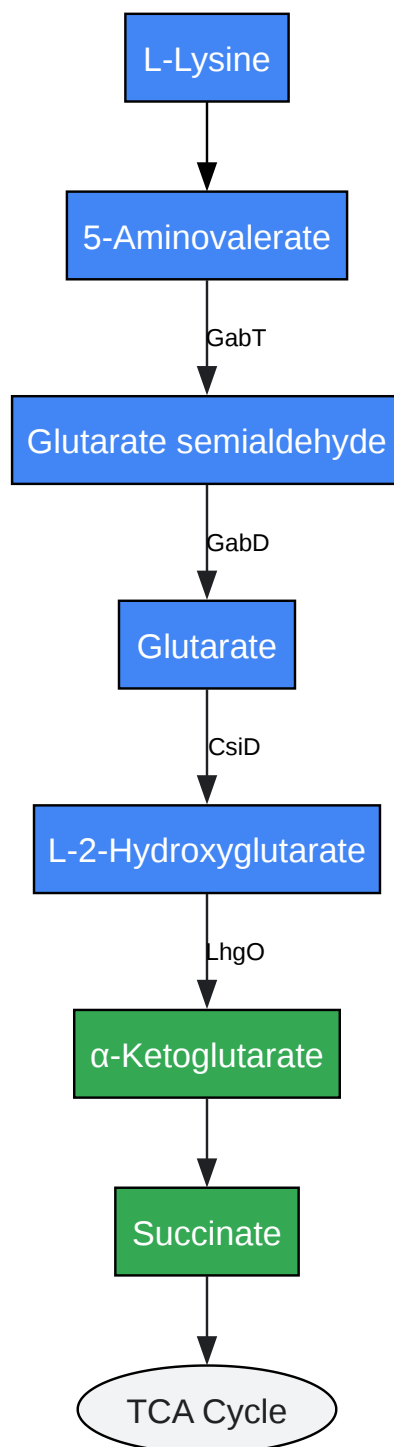 L-Lysine
5-Aminovalerate
GabT
Glutarate semialdehyde
GabD
Glutarate
CsiD
L-2-Hydroxyglutarate
LhgO
α-Ketoglutarate
Succinate
TCA Cycle